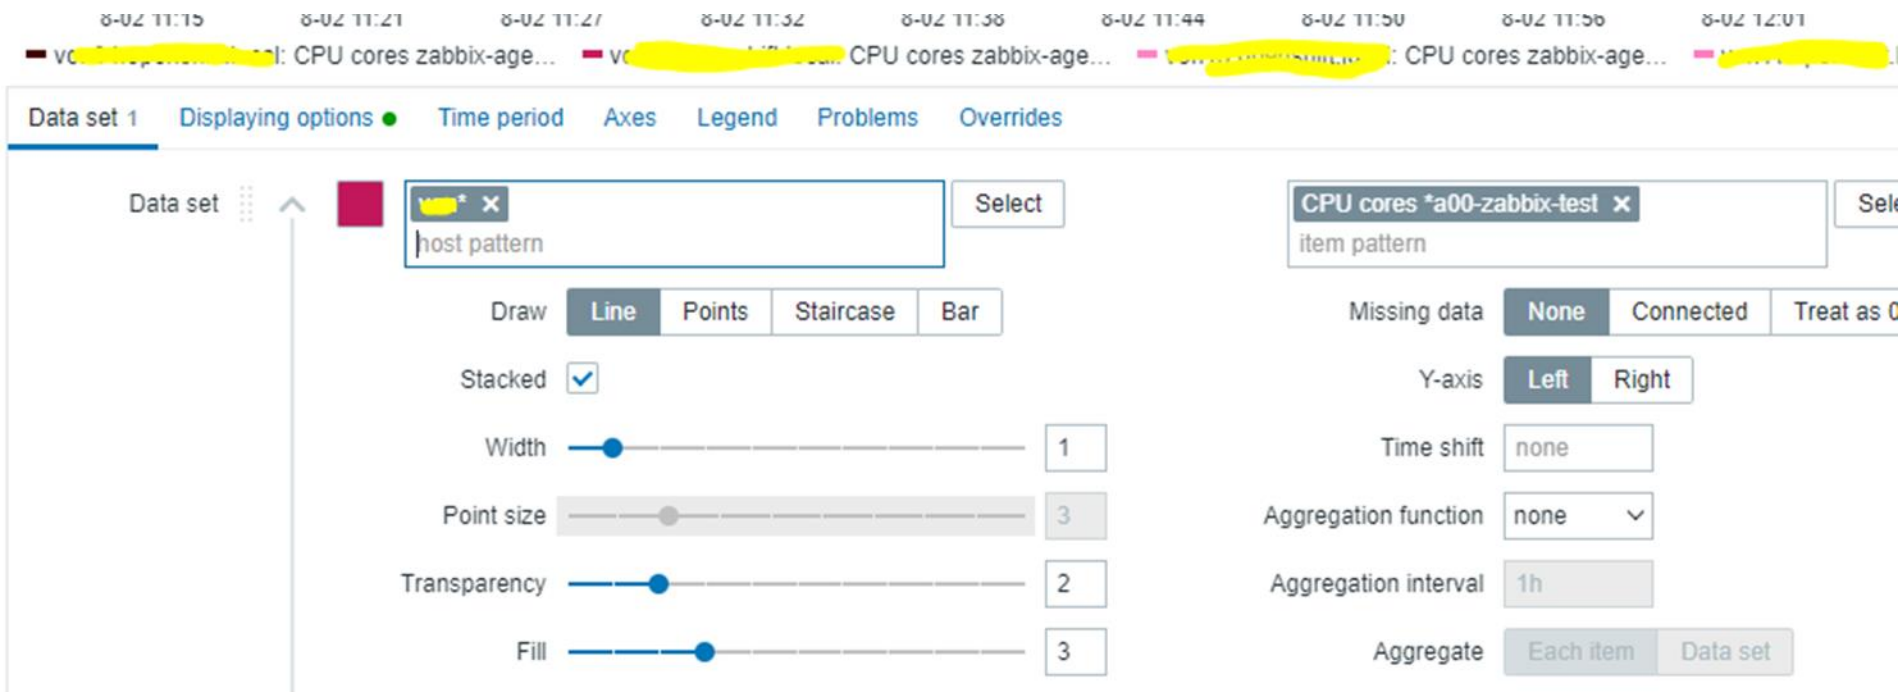 8-02 11:15 8-02 11:21 8-02 11:27 8-02 11:32 8-02 11:38 8-02 11:44 8-02 11:50 8-02 11:56 8-02 12:01
CPU cores zabbix-age... CPU cores zabbix-age... : CPU cores zabbix-age...
Data set 1 Displaying options Time period Axes Legend Problems Overrides
Data set * × Select CPU cores *a00-zabbix-test × Sele
host pattern item pattern
Draw Line Points Staircase Bar Missing data None Connected Treat as 0
Stacked Y-axis Left Right
Width 1 Time shift none
Point size 3 Aggregation function none
Transparency 2 Aggregation interval 1h
Fill 3 Aggregate Each item Data set